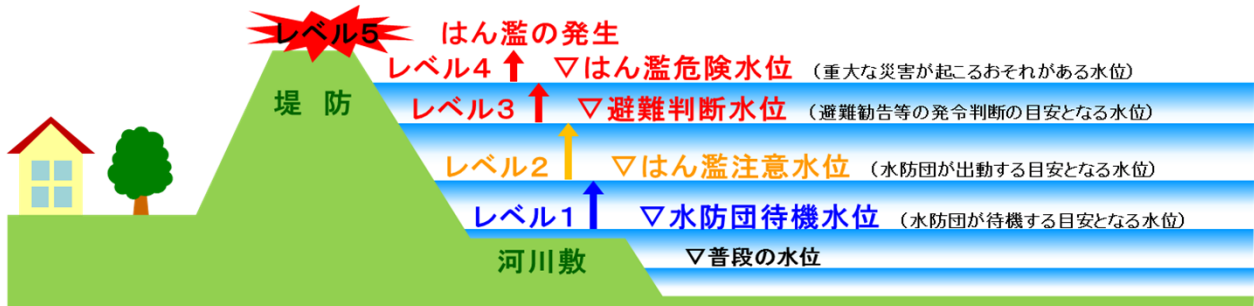 レベル5 はん濫の発生
レベル4 ▽はん濫危険水位 (重大な災害が起こるおそれがある水位)
堤 防
レベル3 ▽避難判断水位 (避難勧告等の発令判断の目安となる水位)
レベル2 ▽はん濫注意水位 (水防団が出動する目安となる水位)
レベル1 ▽水防団待機水位 (水防団が待機する目安となる水位)
河川敷 ▽普段の水位